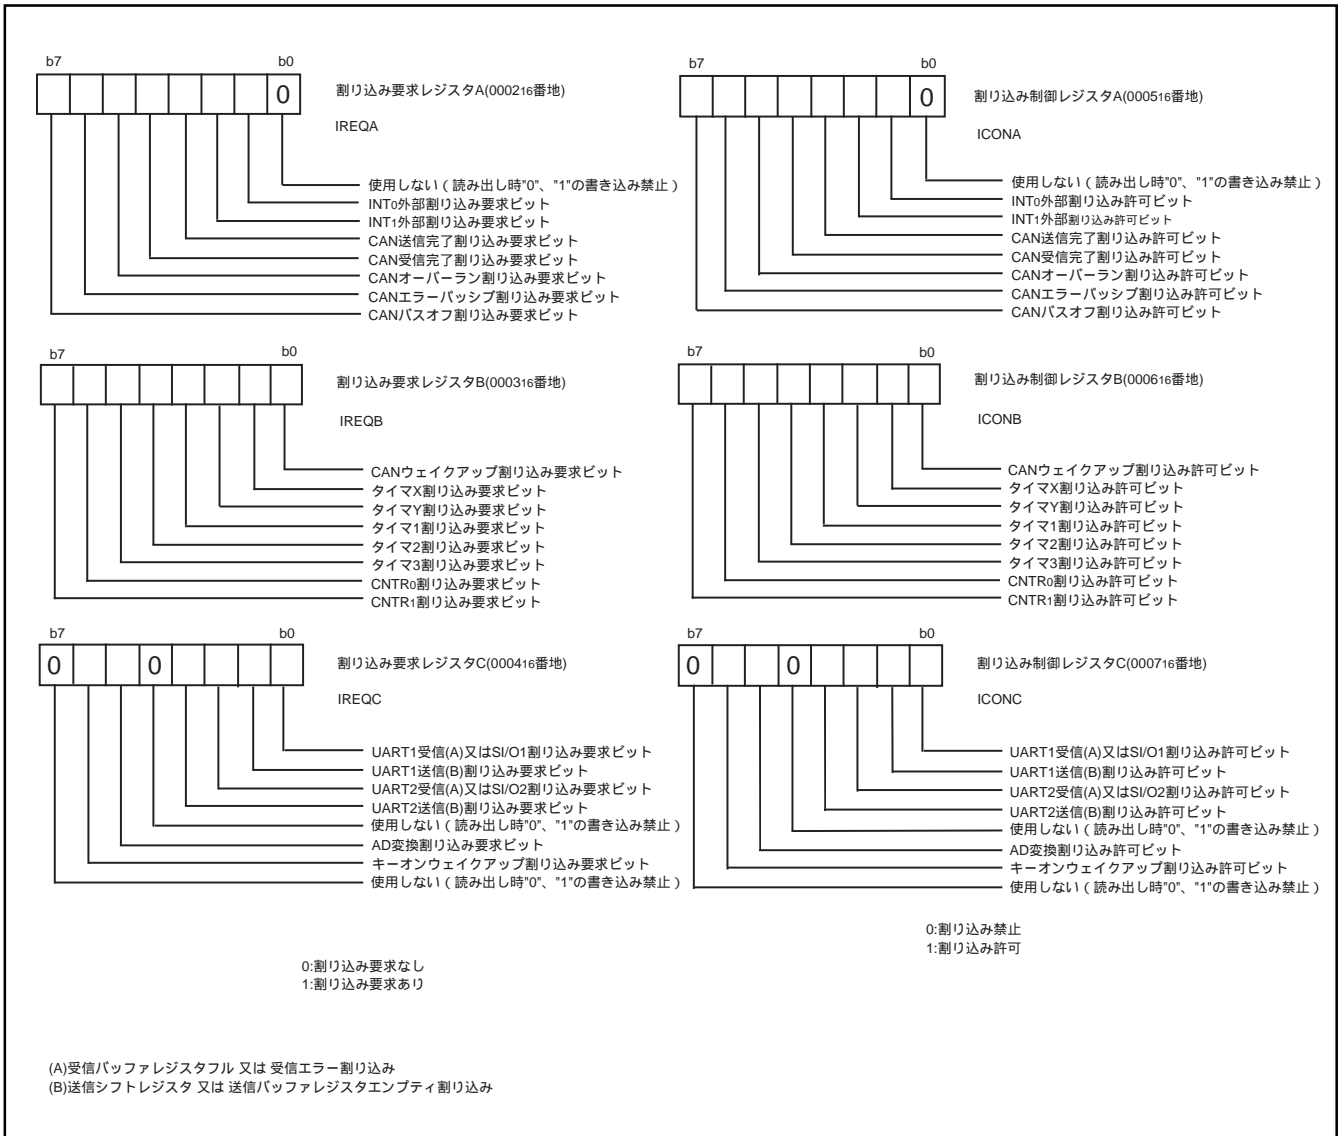 b7 b0
0
割り込み要求レジスタA(000216番地)
IREQA
使用しない ( 読み出し時"0"、"1"の書き込み禁止 )
INT0外部割り込み要求ビット
INT1外部割り込み要求ビット
CAN送信完了割り込み要求ビット
CAN受信完了割り込み要求ビット
CANオーバーラン割り込み要求ビット
CANエラーパッシブ割り込み要求ビット
CANバスオフ割り込み要求ビット
b7 b0
0
割り込み制御レジスタA(000516番地)
ICONA
使用しない ( 読み出し時"0"、"1"の書き込み禁止 )
INT0外部割り込み許可ビット
INT1外部割り込み許可ビット
CAN送信完了割り込み許可ビット
CAN受信完了割り込み許可ビット
CANオーバーラン割り込み許可ビット
CANエラーパッシブ割り込み許可ビット
CANバスオフ割り込み許可ビット
b7 b0
割り込み要求レジスタB(000316番地)
IREQB
CANウェイクアップ割り込み要求ビット
タイマX割り込み要求ビット
タイマY割り込み要求ビット
タイマ1割り込み要求ビット
タイマ2割り込み要求ビット
タイマ3割り込み要求ビット
CNTR0割り込み要求ビット
CNTR1割り込み要求ビット
b7 b0
割り込み制御レジスタB(000616番地)
ICONB
CANウェイクアップ割り込み許可ビット
タイマX割り込み許可ビット
タイマY割り込み許可ビット
タイマ1割り込み許可ビット
タイマ2割り込み許可ビット
タイマ3割り込み許可ビット
CNTR0割り込み許可ビット
CNTR1割り込み許可ビット
b7 b0
0 0
割り込み要求レジスタC(000416番地)
IREQC
UART1受信(A)又はSI/O1割り込み要求ビット
UART1送信(B)割り込み要求ビット
UART2受信(A)又はSI/O2割り込み要求ビット
UART2送信(B)割り込み要求ビット
使用しない ( 読み出し時"0"、"1"の書き込み禁止 )
AD変換割り込み要求ビット
キーオンウェイクアップ割り込み要求ビット
使用しない ( 読み出し時"0"、"1"の書き込み禁止 )
0:割り込み要求なし
1:割り込み要求あり
b7 b0
0 0
割り込み制御レジスタC(000716番地)
ICONC
UART1受信(A)又はSI/O1割り込み許可ビット
UART1送信(B)割り込み許可ビット
UART2受信(A)又はSI/O2割り込み許可ビット
UART2送信(B)割り込み許可ビット
使用しない ( 読み出し時"0"、"1"の書き込み禁止 )
AD変換割り込み許可ビット
キーオンウェイクアップ割り込み許可ビット
使用しない ( 読み出し時"0"、"1"の書き込み禁止 )
0:割り込み禁止
1:割り込み許可
(A)受信バッファレジスタフル 又は 受信エラー割り込み
(B)送信シフトレジスタ 又は 送信バッファレジスタエンプティ割り込み